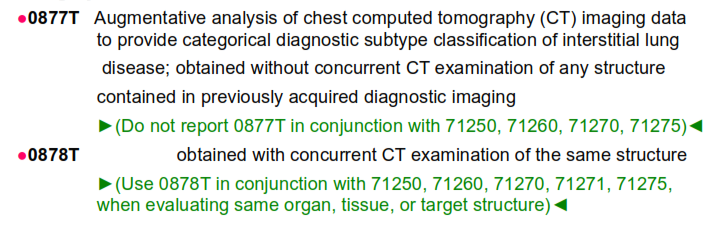 ●0877T Augmentative analysis of chest computed tomography (CT) imaging data
to provide categorical diagnostic subtype classification of interstitial lung
disease; obtained without concurrent CT examination of any structure
contained in previously acquired diagnostic imaging
►(Do not report 0877T in conjunction with 71250, 71260, 71270, 71275)◄
●0878T obtained with concurrent CT examination of the same structure
►(Use 0878T in conjunction with 71250, 71260, 71270, 71271, 71275,
when evaluating same organ, tissue, or target structure)◄